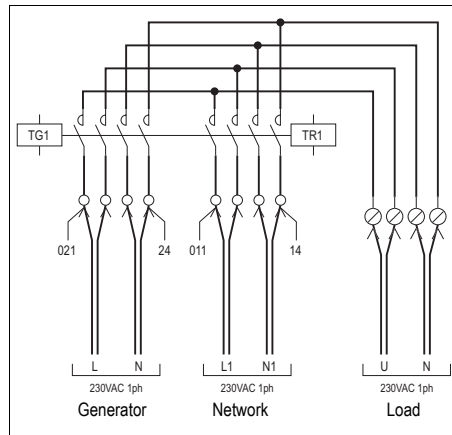 TG1 TR1
021 24 011 14
L N L1 N1 U N
230VAC 1ph 230VAC 1ph 230VAC 1ph
Generator Network Load